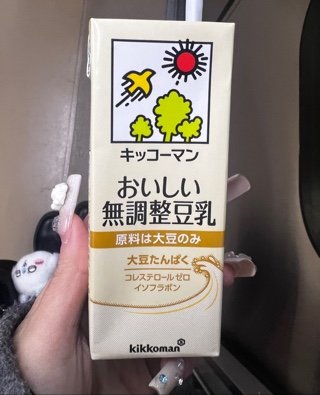 キッコーマン
おいしい
無調整豆乳
原料は大豆のみ
大豆たんぱく
コレステロール ゼロ
イソフラボン
kikkoman